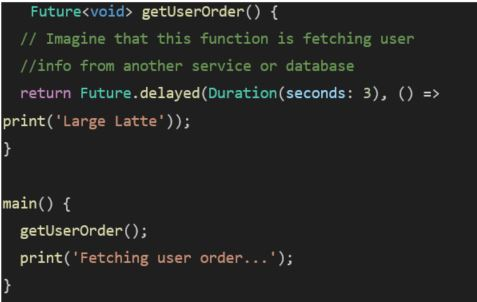 Future<void> getUserOrder() {
// Imagine that this function is fetching user
//info from another service or database
return Future.delayed(Duration(seconds: 3), () =>
print('Large Latte'));
}
main() {
getUserOrder();
print('Fetching user order...');
}